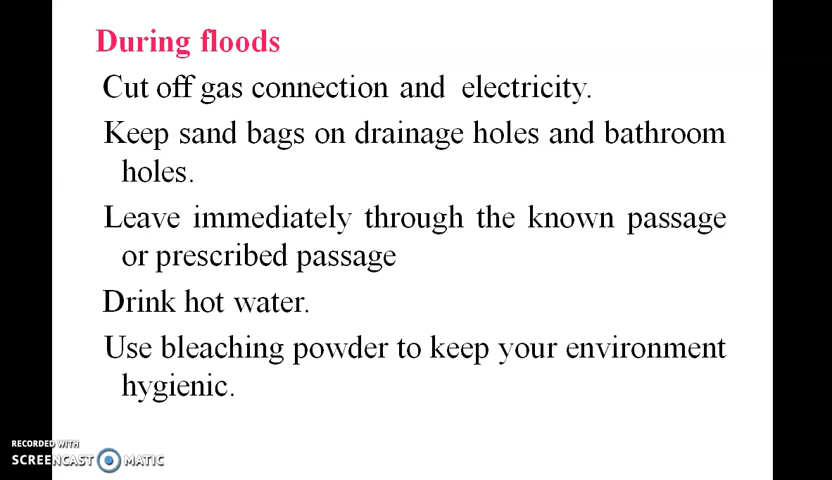 During floods
Cut off gas connection and electricity.
Keep sand bags on drainage holes and bathroom
holes.
Leave immediately through the known passage
or prescribed passage
Drink hot water.
Use bleaching powder to keep your environment
hygienic.
RECORDED WITH
SCREENCAST MATIC